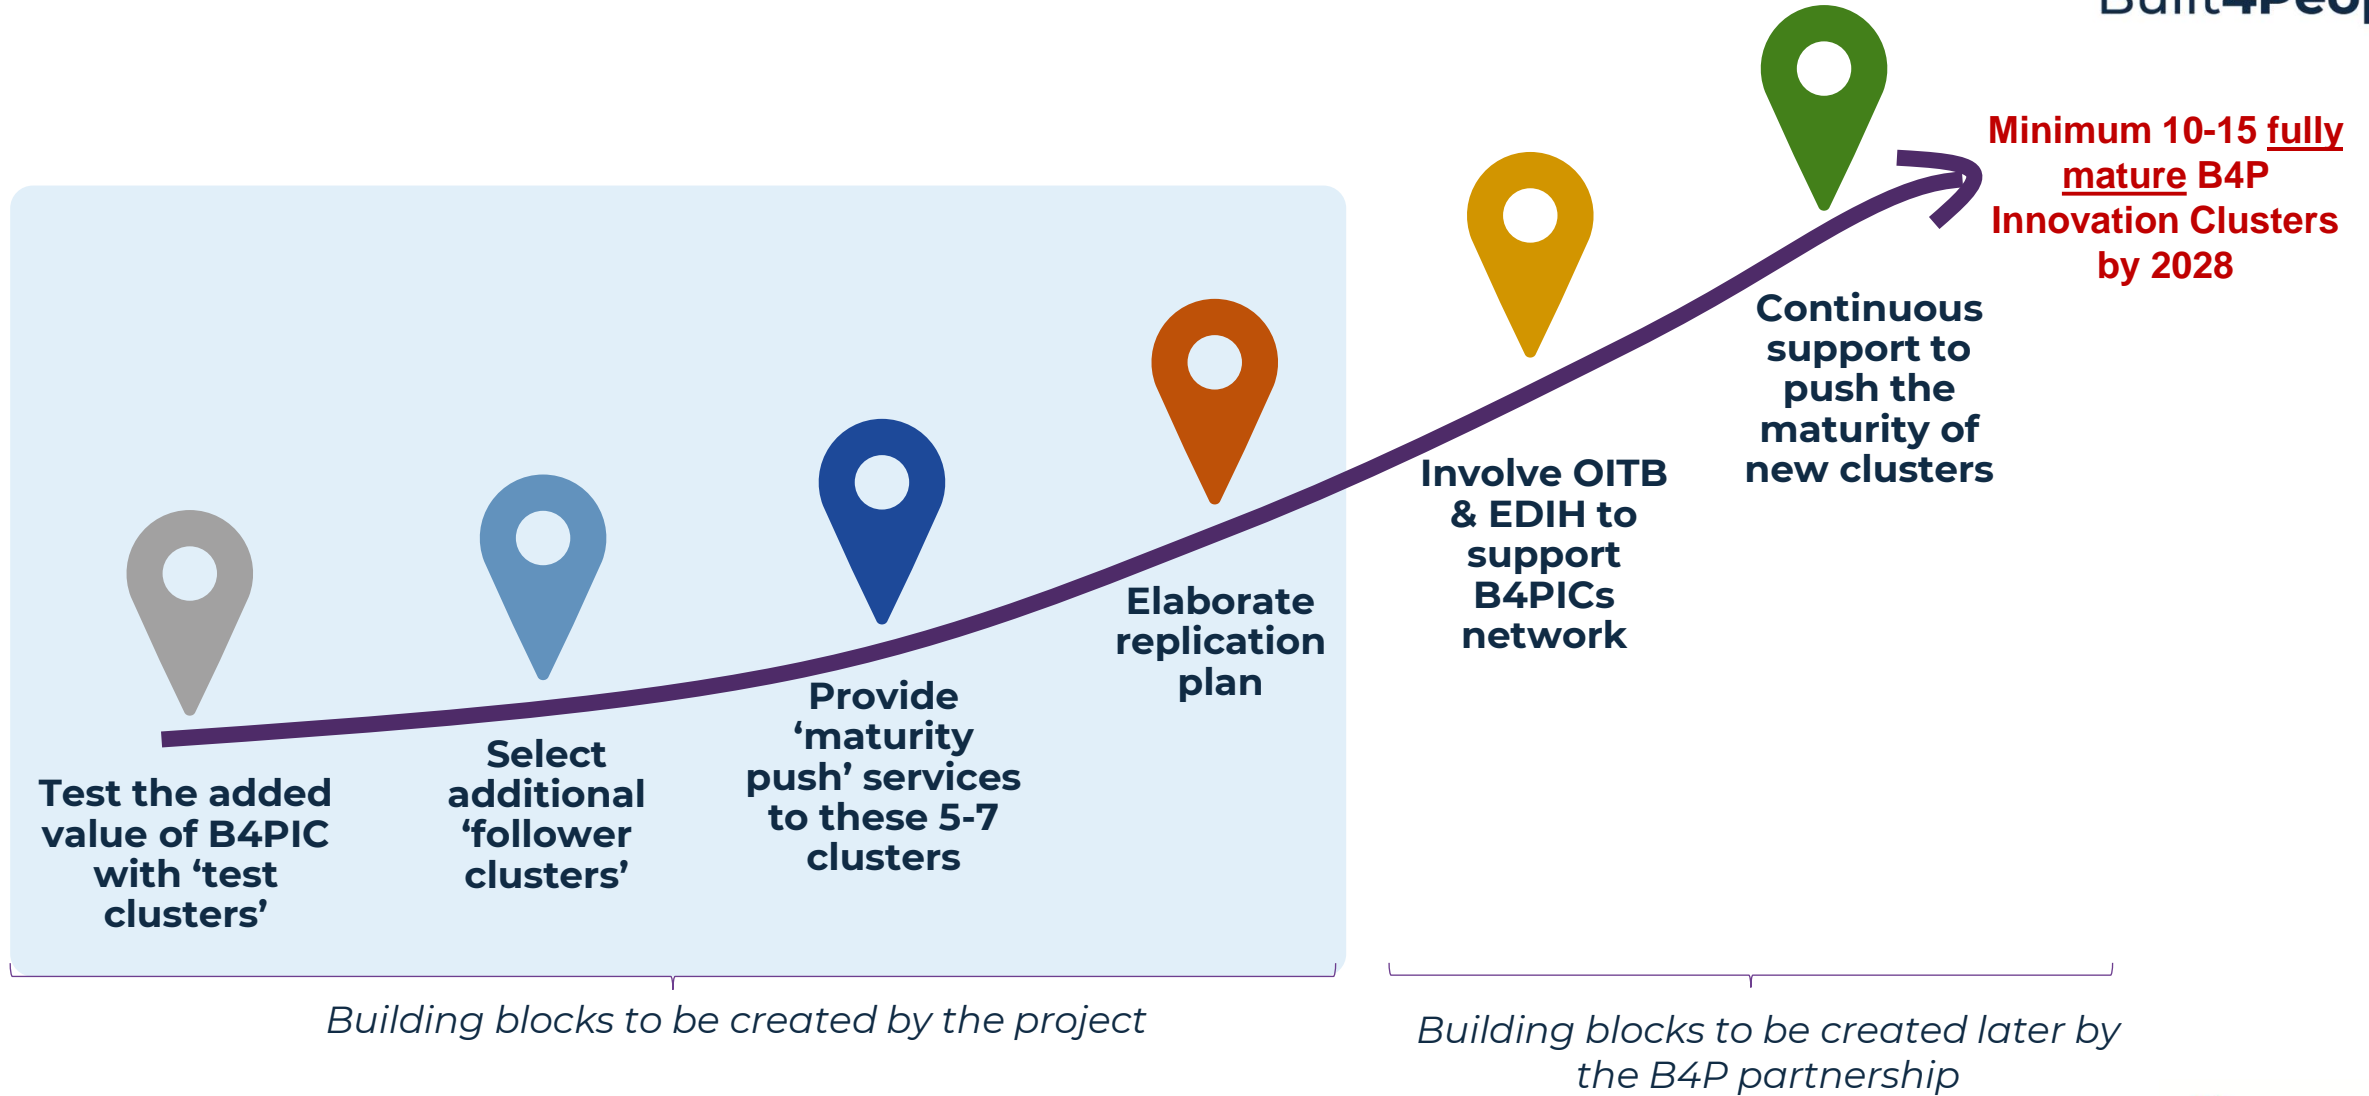 Minimum 10-15 fully
mature B4P
Innovation Clusters
by 2028
Continuous
support to
push the
maturity of
new clusters
Involve OITB
& EDIH to
support
B4PICs
network
Elaborate
replication
plan
Provide
‘maturity
push’ services
to these 5-7
clusters
Select
additional
‘follower
clusters’
Test the added
value of B4PIC
with ‘test
clusters’
Building blocks to be created by the project
Building blocks to be created later by
the B4P partnership